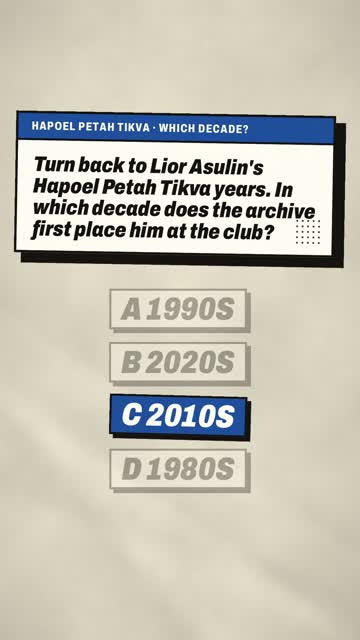 HAPOEL PETAH TIKVA · WHICH DECADE?
Turn back to Lior Asulin's
Hapoel Petah Tikva years. In
which decade does the archive
first place him at the club?
A 1990S
B 2020S
C 2010S
D 1980S